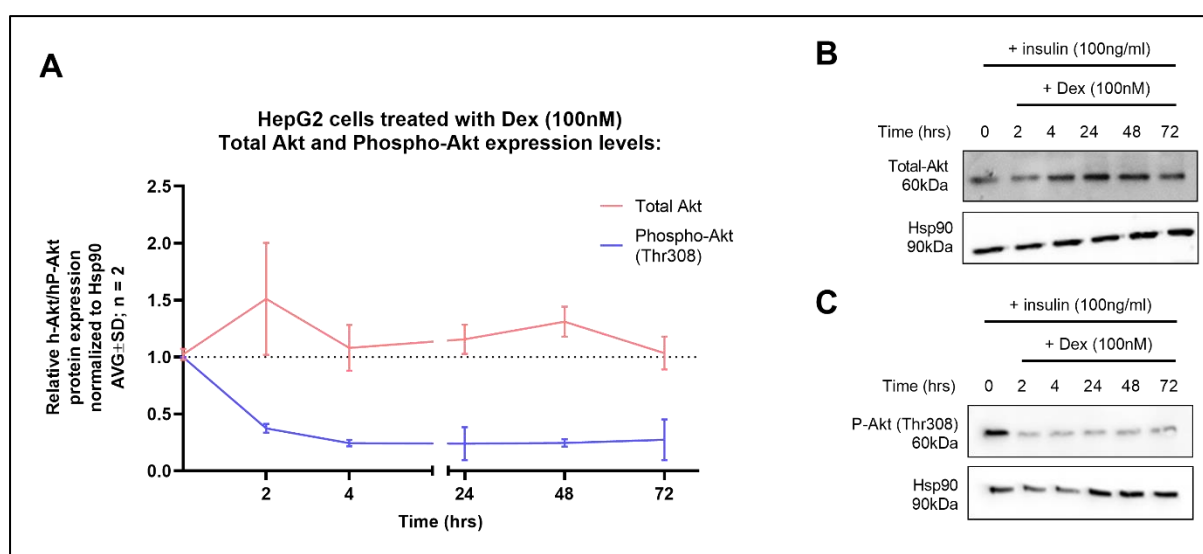 A
HepG2 cells treated with Dex (100nM)
Total Akt and Phospho-Akt expression levels:
Relative h-Akt/hP-Akt
protein expression
normalized to Hsp90
AVG±SD; n = 2
2.5
2.0
1.5
1.0
0.5
0.0
Total Akt
Phospho-Akt
(Thr308)
2 4 24 48 72
Time (hrs)
B
+ insulin (100ng/ml)
+ Dex (100nM)
Time (hrs) 0 2 4 24 48 72
Total-Akt
60kDa
Hsp90
90kDa
C
+ insulin (100ng/ml)
+ Dex (100nM)
Time (hrs) 0 2 4 24 48 72
P-Akt (Thr308)
60kDa
Hsp90
90kDa